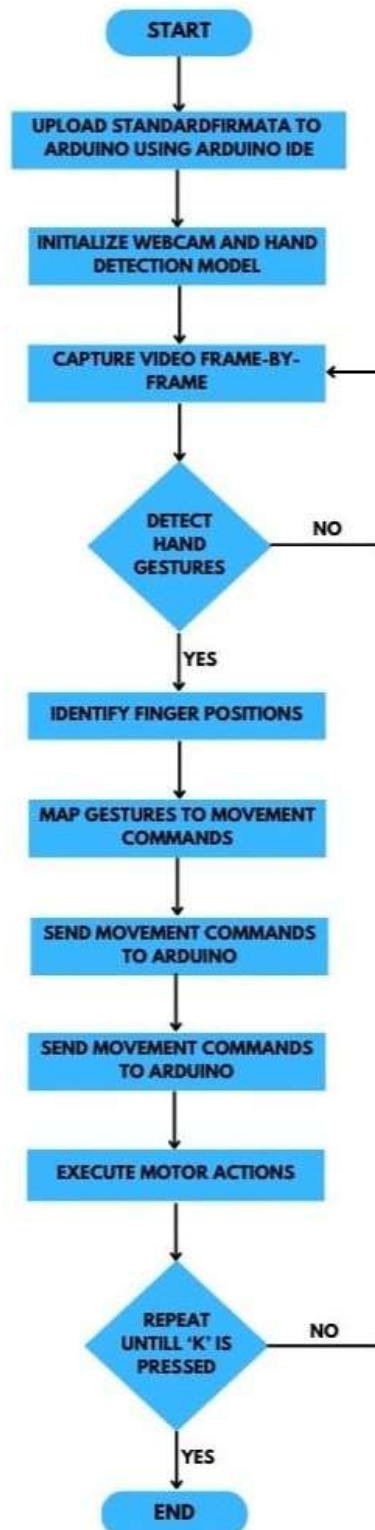 START
UPLOAD STANDARDFIRMATA TO
ARDUINO USING ARDUINO IDE
INITIALIZE WEBCAM AND HAND
DETECTION MODEL
CAPTURE VIDEO FRAME-BY-
FRAME
DETECT
HAND
GESTURES
NO
YES
IDENTIFY FINGER POSITIONS
MAP GESTURES TO MOVEMENT
COMMANDS
SEND MOVEMENT COMMANDS
TO ARDUINO
SEND MOVEMENT COMMANDS
TO ARDUINO
EXECUTE MOTOR ACTIONS
REPEAT
UNTILL ‘K’ IS
PRESSED
NO
YES
END